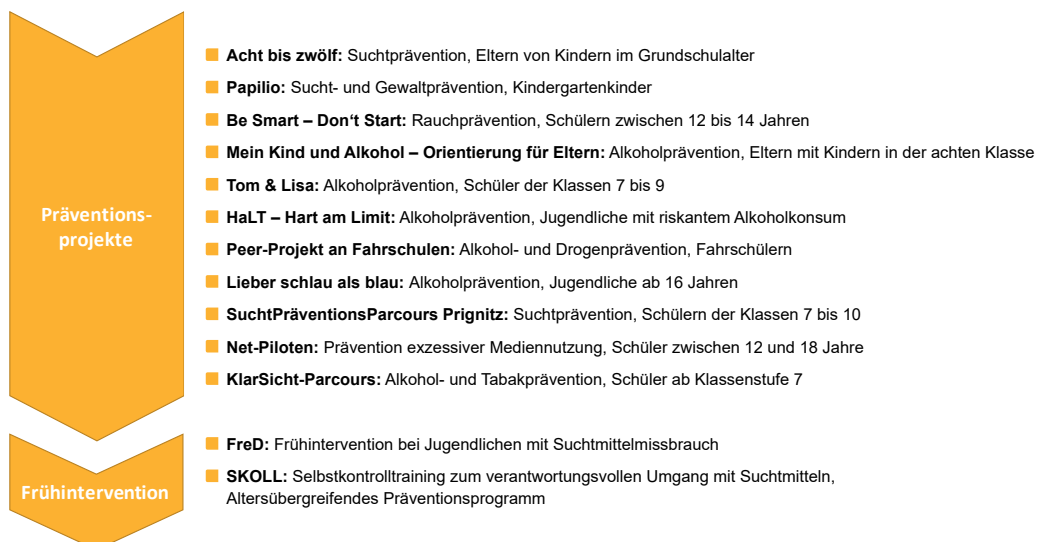 Acht bis zwölf: Suchtprävention, Eltern von Kindern im Grundschulalter
Papilio: Sucht- und Gewaltprävention, Kindergartenkinder
Be Smart – Don‘t Start: Rauchprävention, Schülern zwischen 12 bis 14 Jahren
Mein Kind und Alkohol – Orientierung für Eltern: Alkoholprävention, Eltern mit Kindern in der achten Klasse
Tom & Lisa: Alkoholprävention, Schüler der Klassen 7 bis 9
Präventions-
projekte
HaLT – Hart am Limit: Alkoholprävention, Jugendliche mit riskantem Alkoholkonsum
Peer-Projekt an Fahrschulen: Alkohol- und Drogenprävention, Fahrschülern
Lieber schlau als blau: Alkoholprävention, Jugendliche ab 16 Jahren
SuchtPräventionsParcours Prignitz: Suchtprävention, Schülern der Klassen 7 bis 10
Net-Piloten: Prävention exzessiver Mediennutzung, Schüler zwischen 12 und 18 Jahre
KlarSicht-Parcours: Alkohol- und Tabakprävention, Schüler ab Klassenstufe 7
Frühintervention
FreD: Frühintervention bei Jugendlichen mit Suchtmittelmissbrauch
SKOLL: Selbstkontrolltraining zum verantwortungsvollen Umgang mit Suchtmitteln,
Altersübergreifendes Präventionsprogramm